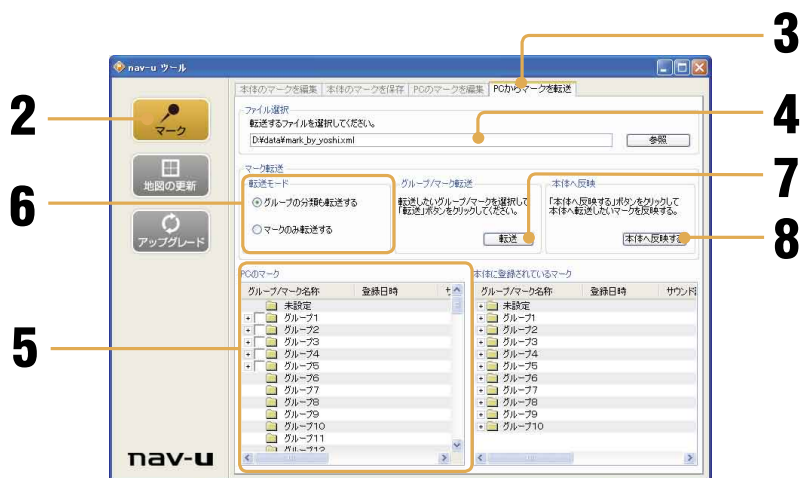 3
nav-u ツール
本体のマークを編集 本体のマークを保存 PCのマークを編集 PCからマークを転送
2
マーク
ファイル選択
転送するファイルを選択してください。
D:¥data¥mark_by_yoshi.xml
参照
4
地図の更新
アップグレード
マーク転送
6
転送モード
グループの分類も転送する
マークのみ転送する
グループ/マーク転送
転送したいグループ/マークを選択して
「転送」ボタンをクリックしてください。
転送
7
本体へ反映
「本体へ反映する」ボタンをクリックして
本体へ転送したいマークを反映する。
本体へ反映する
8
5
PCのマーク
グループ/マーク名称 登録日時
未設定
グループ1
グループ2
グループ3
グループ4
グループ5
グループ6
グループ7
グループ8
グループ9
グループ10
グループ11
グループ12
本体に登録されているマーク
グループ/マーク名称 登録日時 サウンド
未設定
グループ1
グループ2
グループ3
グループ4
グループ5
グループ6
グループ7
グループ8
グループ9
グループ10
nav-u